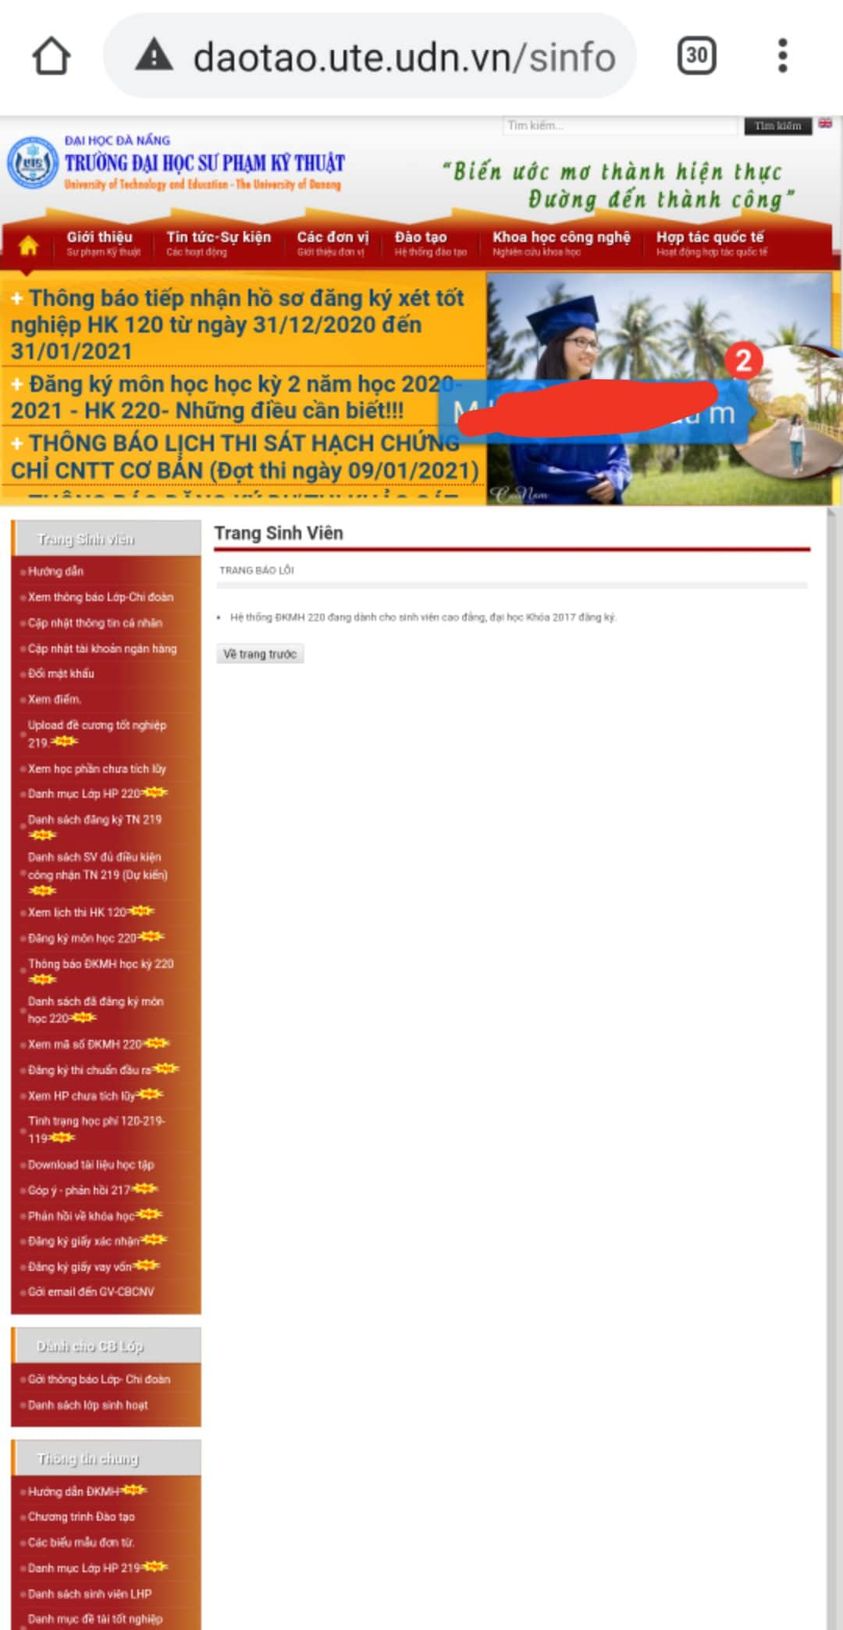 daotao.ute.udn.vn/sinfo
30
Tìm kiếm...
Tìm kiếm
ĐẠI HỌC ĐÀ NẴNG
TRƯỜNG ĐẠI HỌC SƯ PHẠM KỸ THUẬT
University of Technology and Education - The University of Danang
“Biến ước mơ thành hiện thực
Đường đến thành công”
Giới thiệu
Sư phạm Kỹ thuật
Tin tức-Sự kiện
Các hoạt động
Các đơn vị
Giới thiệu đơn vị
Đào tạo
Hệ thống đào tạo
Khoa học công nghệ
Nghiên cứu khoa học
Hợp tác quốc tế
Hoạt động hợp tác quốc tế
+ Thông báo tiếp nhận hồ sơ đăng ký xét tốt
nghiệp HK 120 từ ngày 31/12/2020 đến
31/01/2021
+ Đăng ký môn học học kỳ 2 năm học 2020-
2021 - HK 220- Những điều cần biết!!!
+ THÔNG BÁO LỊCH THI SÁT HẠCH CHỨNG
CHỈ CNTT CƠ BẢN (Đợt thi ngày 09/01/2021)
2
Trang Sinh viên
Hướng dẫn
Xem thông báo Lớp-Chi đoàn
Cập nhật thông tin cá nhân
Cập nhật tài khoản ngân hàng
Đổi mật khẩu
Xem điểm.
Upload đề cương tốt nghiệp
219.
Xem học phần chưa tích lũy
Danh mục Lớp HP 220
Danh sách đăng ký TN 219
Danh sách SV đủ điều kiện
công nhận TN 219 (Dự kiến)
Xem lịch thi HK 120
Đăng ký môn học 220
Thông báo ĐKMH học kỳ 220
Danh sách đã đăng ký môn
học 220
Xem mã số ĐKMH 220
Đăng ký thi chuẩn đầu ra
Xem HP chưa tích lũy
Tình trạng học phí 120-219-
119
Download tài liệu học tập
Góp ý - phản hồi 217
Phản hồi về khóa học
Đăng ký giấy xác nhận
Đăng ký giấy vay vốn
Gởi email đến GV-CBCNV
Dành cho CB Lớp
Gởi thông báo Lớp- Chi đoàn
Danh sách lớp sinh hoạt
Thông tin chung
Hướng dẫn ĐKMH
Chương trình Đào tạo
Các biểu mẫu đơn từ.
Danh mục Lớp HP 219
Danh sách sinh viên LHP
Danh mục đề tài tốt nghiệp
Trang Sinh Viên
TRANG BÁO LỖI
Hệ thống ĐKMH 220 đang dành cho sinh viên cao đẳng, đại học Khóa 2017 đăng ký.
Về trang trước